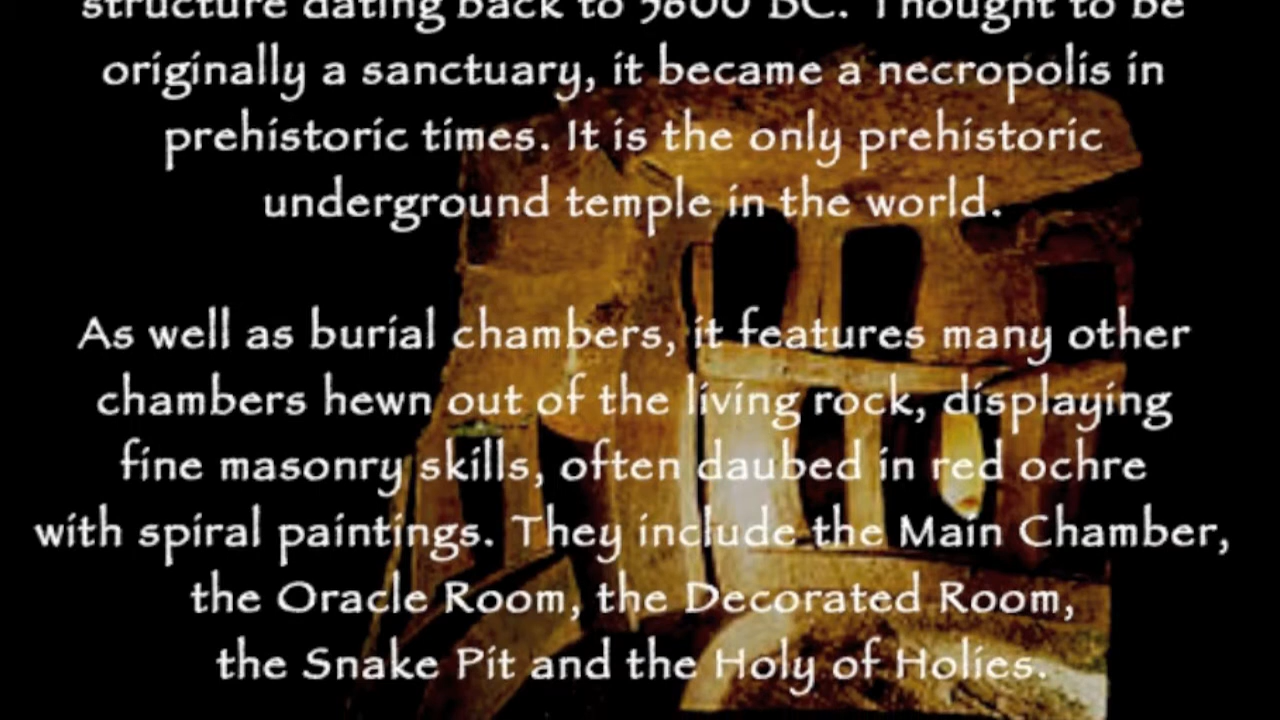 structure dating back to 3600 BC. Thought to be
originally a sanctuary, it became a necropolis in
prehistoric times. It is the only prehistoric
underground temple in the world.
As well as burial chambers, it features many other
chambers hewn out of the living rock, displaying
fine masonry skills, often daubed in red ochre
with spiral paintings. They include the Main Chamber,
the Oracle Room, the Decorated Room,
the Snake Pit and the Holy of Holies.